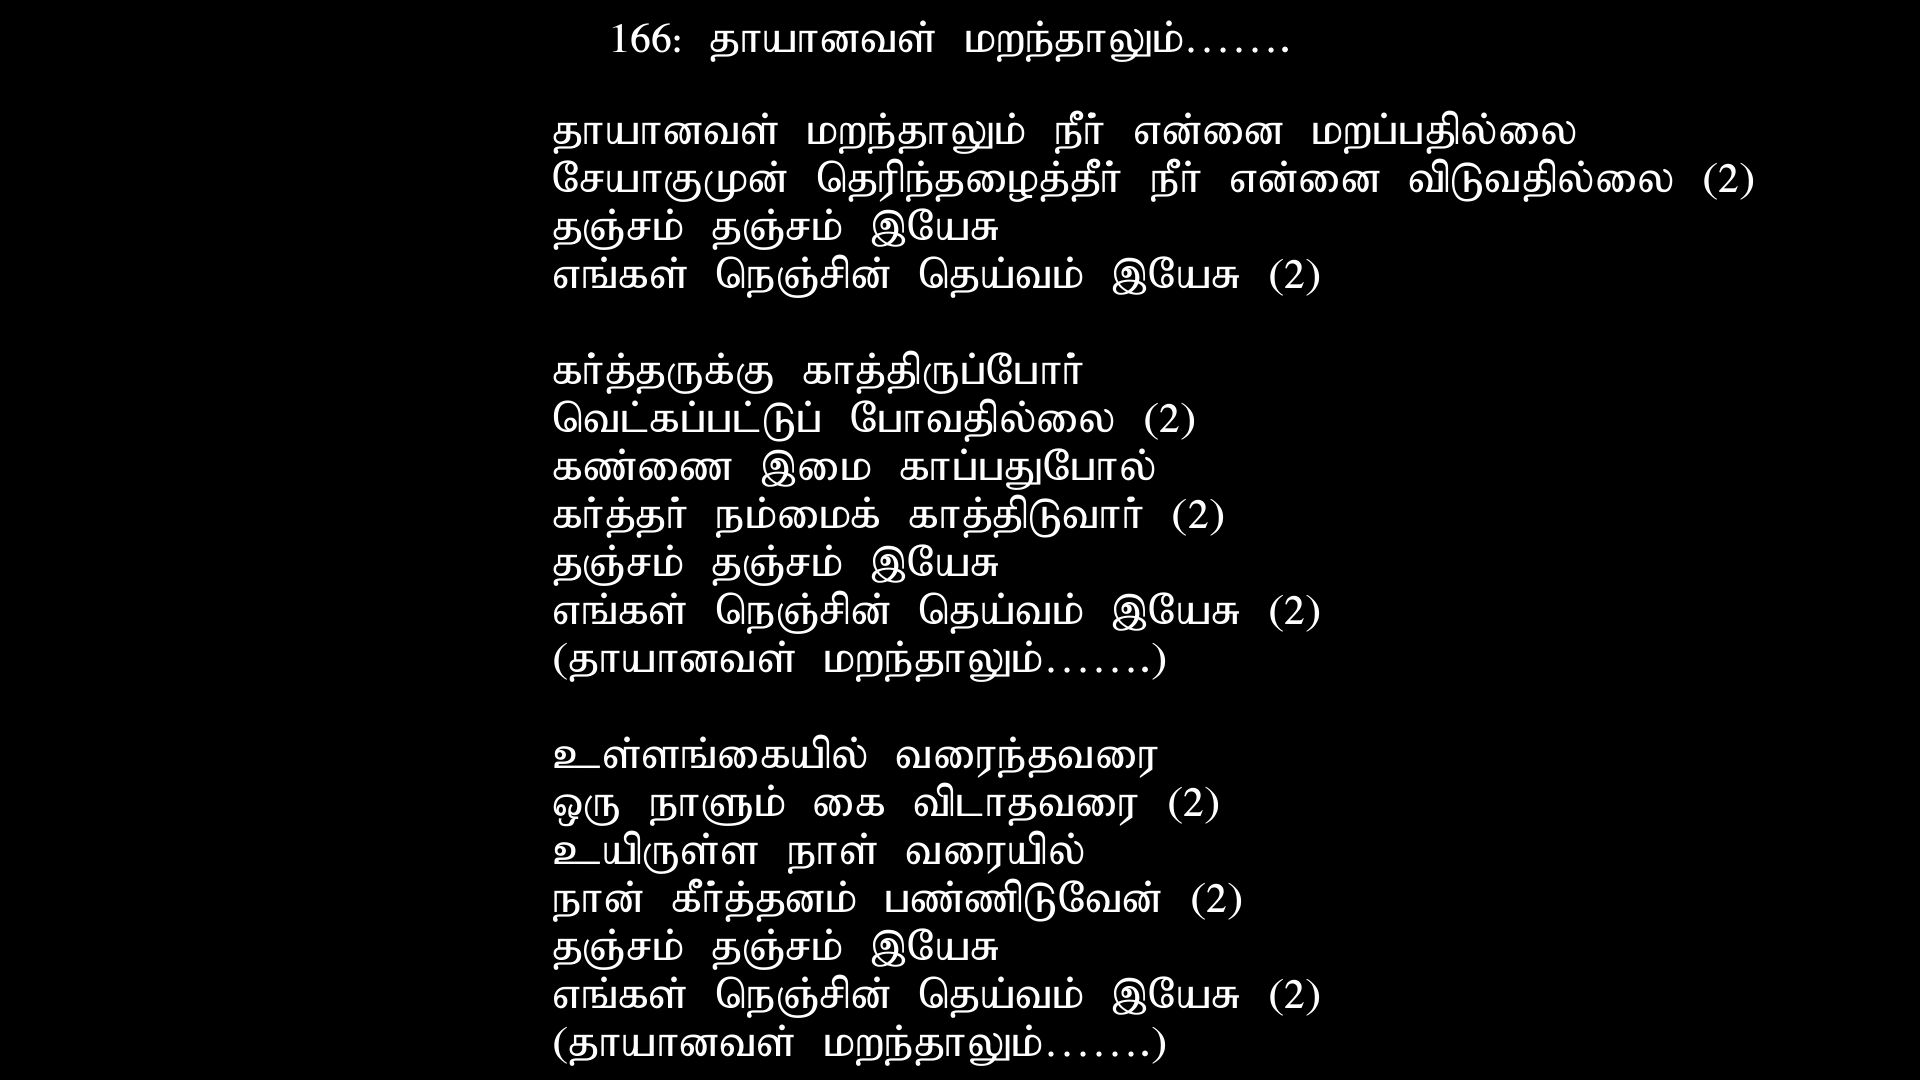 166: தாயானவள் மறந்தாலும்.......
தாயானவள் மறந்தாலும் நீர் என்னை மறப்பதில்லை
சேயாகுமுன் தெரிந்தழைத்தீர் நீர் என்னை விடுவதில்லை (2)
தஞ்சம் தஞ்சம் இயேசு
எங்கள் நெஞ்சின் தெய்வம் இயேசு (2)
கர்த்தருக்கு காத்திருப்போர்
வெட்கப்பட்டுப் போவதில்லை (2)
கண்ணை இமை காப்பதுபோல்
கர்த்தர் நம்மைக் காத்திடுவார் (2)
தஞ்சம் தஞ்சம் இயேசு
எங்கள் நெஞ்சின் தெய்வம் இயேசு (2)
(தாயானவள் மறந்தாலும்.......)
உள்ளங்கையில் வரைந்தவரை
ஒரு நாளும் கை விடாதவரை (2)
உயிருள்ள நாள் வரையில்
நான் கீர்த்தனம் பண்ணிடுவேன் (2)
தஞ்சம் தஞ்சம் இயேசு
எங்கள் நெஞ்சின் தெய்வம் இயேசு (2)
(தாயானவள் மறந்தாலும்.......)